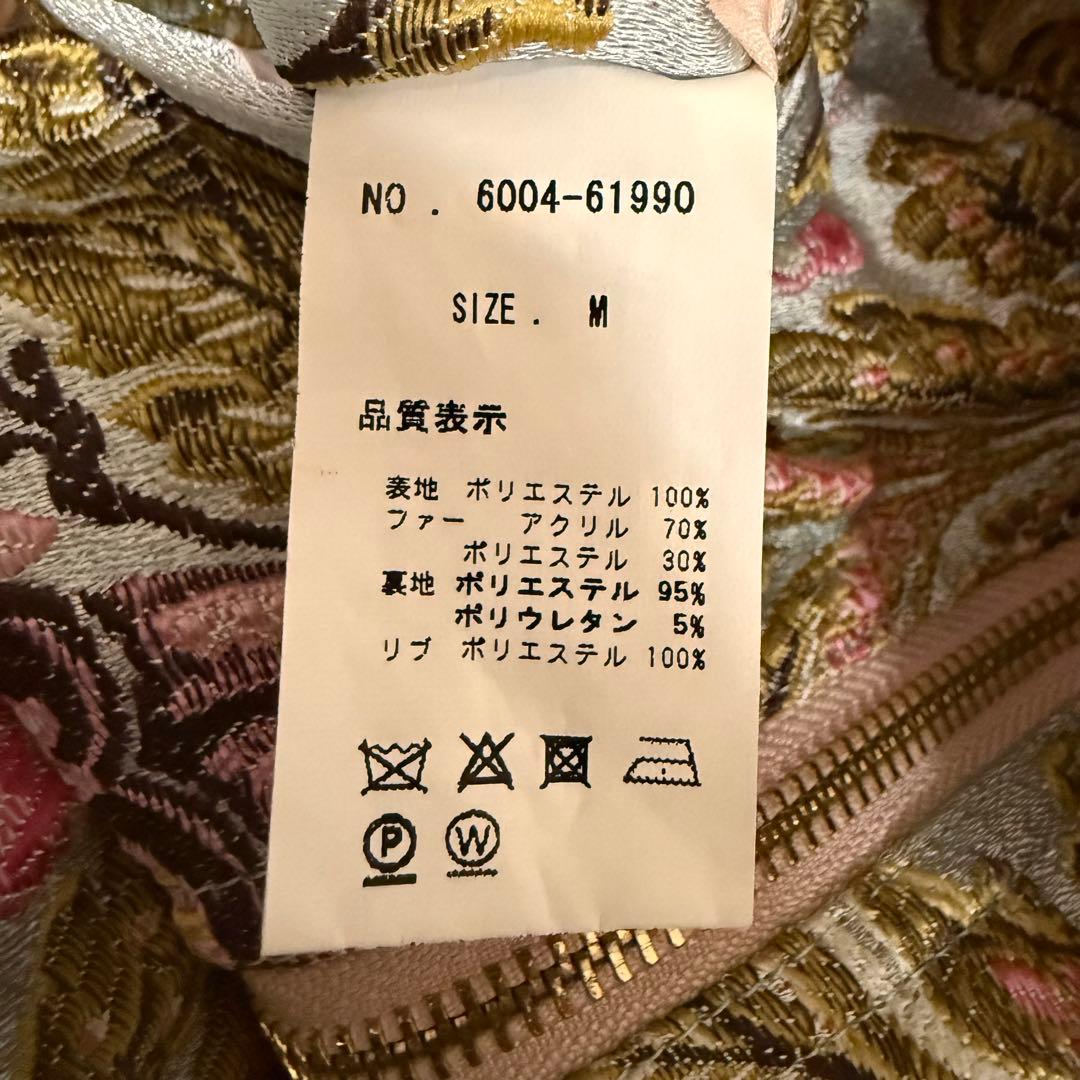 NO. 6004-61990
SIZE. M
品質表示
表地 ポリエステル 100%
ファー アクリル 70%
ポリエステル 30%
裏地 ポリエステル 95%
ポリウレタン 5%
リブ ポリエステル 100%
P W